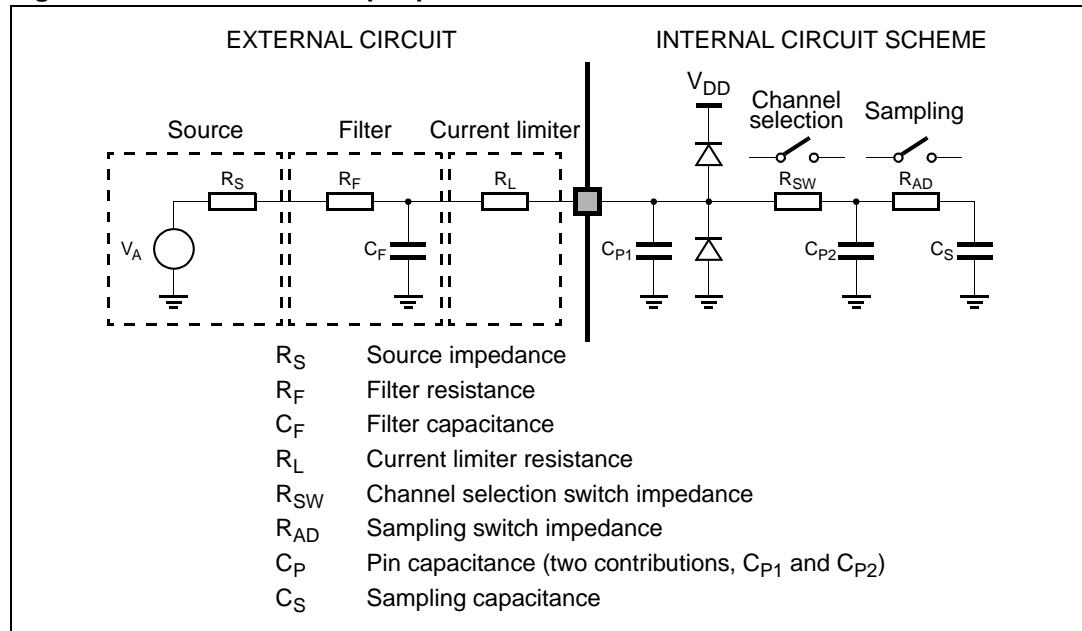 EXTERNAL CIRCUIT
INTERNAL CIRCUIT SCHEME
VDD
Channel
selection
Sampling
Source
Filter
Current limiter
RS
RF
RL
RSW
RAD
VA
CF
CP1
CP2
CS
RS Source impedance
RF Filter resistance
CF Filter capacitance
RL Current limiter resistance
RSW Channel selection switch impedance
RAD Sampling switch impedance
CP Pin capacitance (two contributions, CP1 and CP2)
CS Sampling capacitance